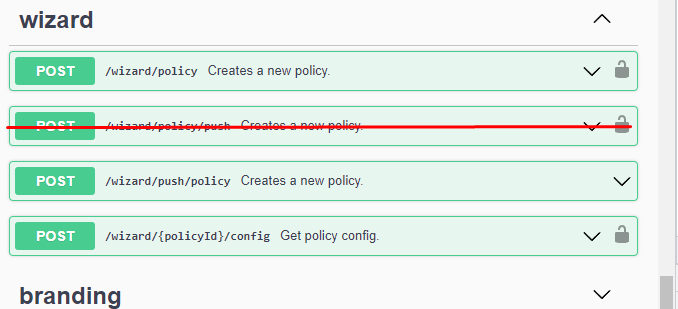 wizard
POST /wizard/policy Creates a new policy.
POST /wizard/policy/push Creates a new policy.
POST /wizard/push/policy Creates a new policy.
POST /wizard/{policyId}/config Get policy config.
branding